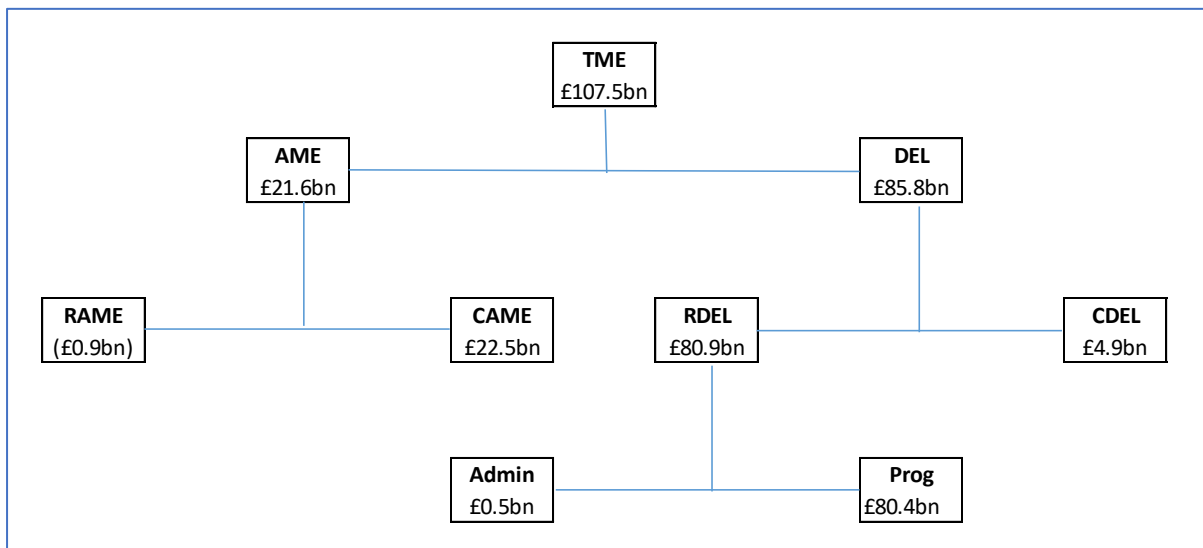 TME
£107.5bn
AME
£21.6bn
DEL
£85.8bn
RAME
(£0.9bn)
CAME
£22.5bn
RDEL
£80.9bn
CDEL
£4.9bn
Admin
£0.5bn
Prog
£80.4bn